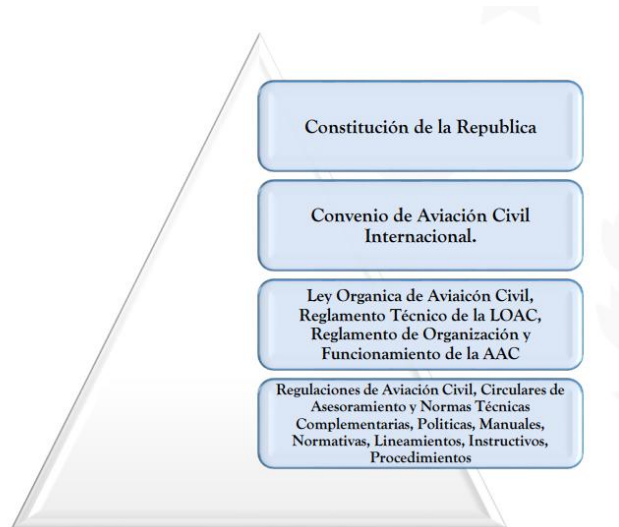 Constitución de la Republica
Convenio de Aviación Civil
Internacional.
Ley Organica de Aviaicón Civil,
Reglamento Técnico de la LOAC,
Reglamento de Organización y
Funcionamiento de la AAC
Regulaciones de Aviación Civil, Circulares de
Asesoramiento y Normas Técnicas
Complementarias, Politicas, Manuales,
Normativas, Lineamientos, Instructivos,
Procedimientos